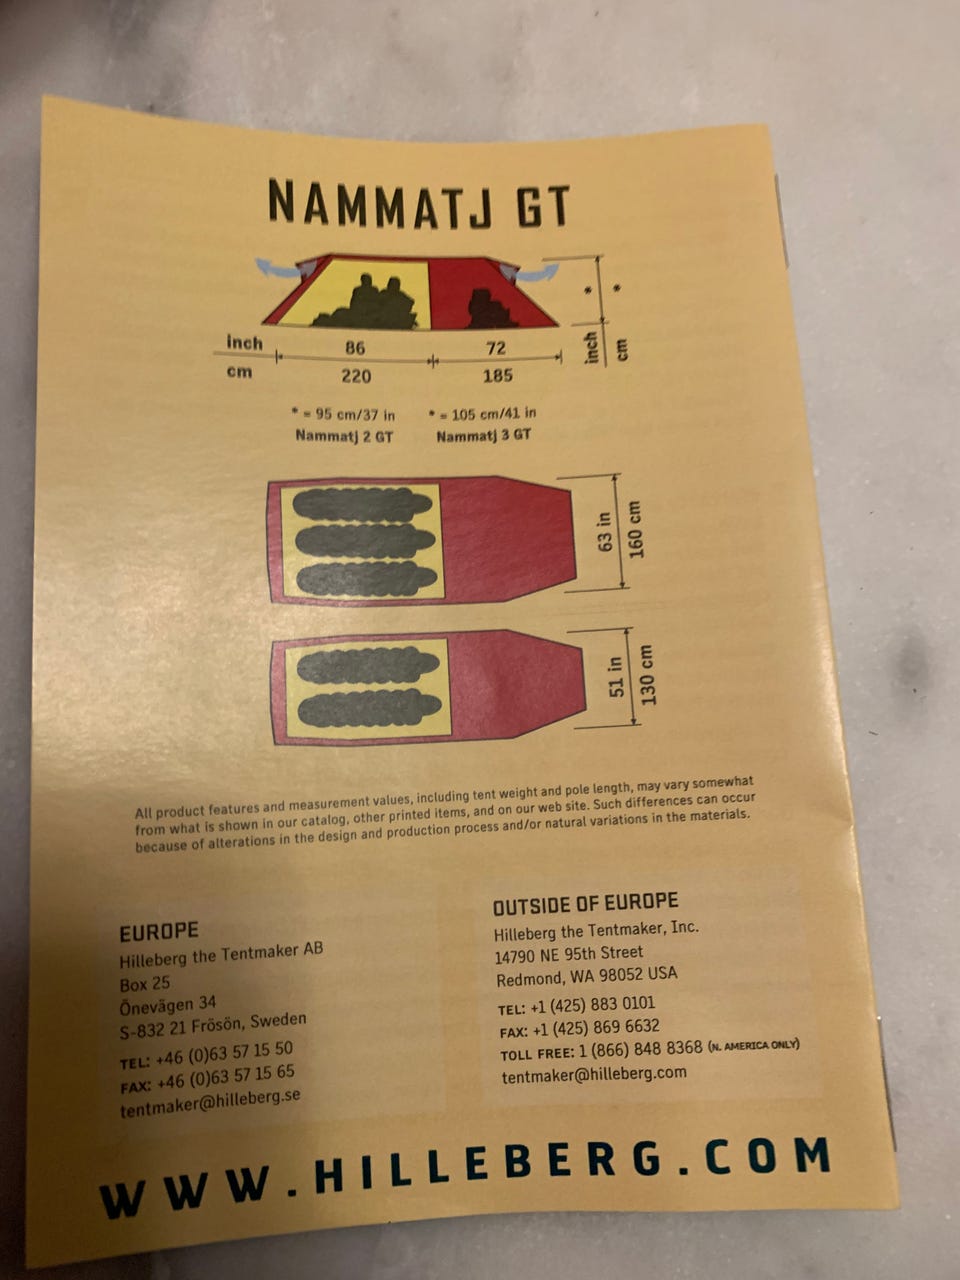 NAMMATJ GT
inch 86 72
cm 220 185
* *
inch
cm
* = 95 cm/37 in * = 105 cm/41 in
Nammatj 2 GT Nammatj 3 GT
63 in
160 cm
51 in
130 cm
All product features and measurement values, including tent weight and pole length, may vary somewhat
from what is shown in our catalog, other printed items, and on our web site. Such differences can occur
because of alterations in the design and production process and/or natural variations in the materials.
EUROPE
Hilleberg the Tentmaker AB
Box 25
Önevägen 34
S-832 21 Frösön, Sweden
TEL: +46 (0)63 57 15 50
FAX: +46 (0)63 57 15 65
tentmaker@hilleberg.se
OUTSIDE OF EUROPE
Hilleberg the Tentmaker, Inc.
14790 NE 95th Street
Redmond, WA 98052 USA
TEL: +1 (425) 883 0101
FAX: +1 (425) 869 6632
TOLL FREE: 1 (866) 848 8368 (N. AMERICA ONLY)
tentmaker@hilleberg.com
WWW.HILLEBERG.COM